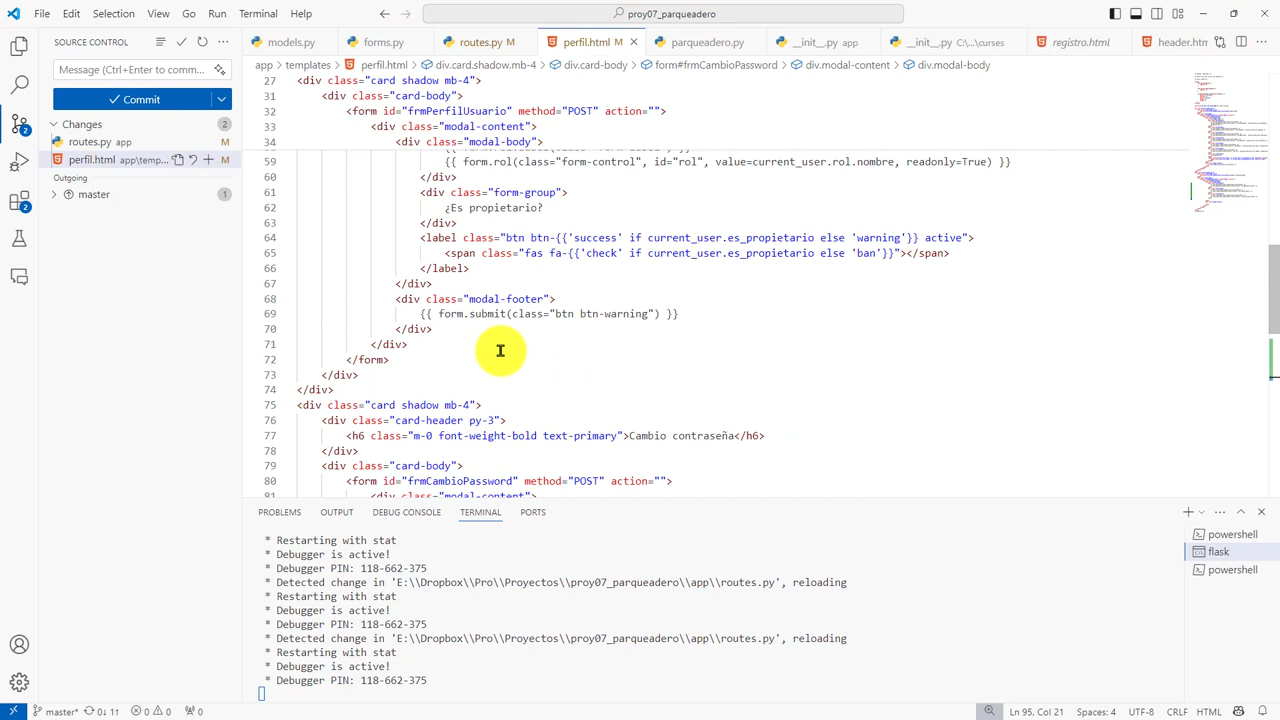 File Edit Selection View Go Run Terminal Help proy07_parqueadero
SOURCE CONTROL
models.py forms.py routes.py M perfil.html M parqueadero.py __init__.py app __init__.py C:\...\curses registro.html header.htm
app > templates > perfil.html > div.card.shadow.mb-4 > div.card-body > form#frmCambioPassword > div.modal-content > div.modal-body
Message (Ctrl+Enter to comm...
Commit
Changes 2
routes.py app M
perfil.html app\temp... M
master 1
2
2
27 <div class="card shadow mb-4">
31 <div class="card-body">
32 <form id="frmPerfilUsuario" method="POST" action="">
33 <div class="modal-content">
34 <div class="modal-body">
59
60 </div>
61 <div class="form-group">
62 ¿Es propietario?
63 </div>
64 <label class="btn btn-{{'success' if current_user.es_propietario else 'warning'}} active">
65 <span class="fas fa-{{'check' if current_user.es_propietario else 'ban'}}"></span>
66 </label>
67 </div>
68 <div class="modal-footer">
69 {{ form.submit(class="btn btn-warning") }}
70 </div>
71 </div>
72 </form>
73 </div>
74 </div>
75 <div class="card shadow mb-4">
76 <div class="card-header py-3">
77 <h6 class="m-0 font-weight-bold text-primary">Cambio contraseña</h6>
78 </div>
79 <div class="card-body">
80 <form id="frmCambioPassword" method="POST" action="">
81 <div class="modal-content">
PROBLEMS OUTPUT DEBUG CONSOLE TERMINAL PORTS
* Restarting with stat
* Debugger is active!
* Debugger PIN: 118-662-375
* Detected change in 'E:\\Dropbox\\Pro\\Proyectos\\proy07_parqueadero\\app\\routes.py', reloading
* Restarting with stat
* Debugger is active!
* Debugger PIN: 118-662-375
* Detected change in 'E:\\Dropbox\\Pro\\Proyectos\\proy07_parqueadero\\app\\routes.py', reloading
* Restarting with stat
* Debugger is active!
* Debugger PIN: 118-662-375
powershell
flask
powershell
master* 0↓ 1↑ 0 0 0 Ln 95, Col 21 Spaces: 4 UTF-8 CRLF HTML